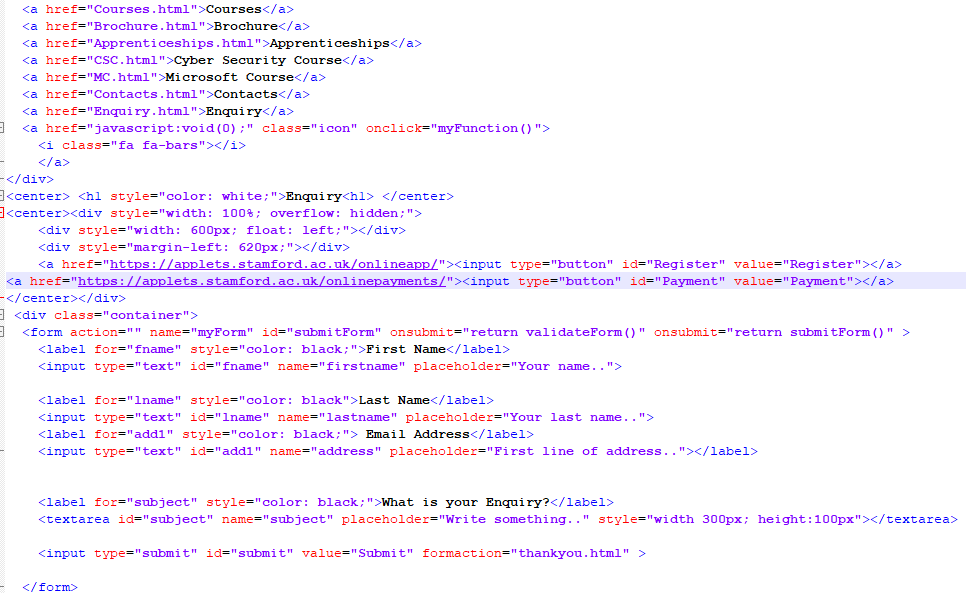 <a href="Courses.html">Courses</a>
<a href="Brochure.html">Brochure</a>
<a href="Apprenticeships.html">Apprenticeships</a>
<a href="CSC.html">Cyber Security Course</a>
<a href="MC.html">Microsoft Course</a>
<a href="Contacts.html">Contacts</a>
<a href="Enquiry.html">Enquiry</a>
<a href="javascript:void(0);" class="icon" onclick="myFunction()">
<i class="fa fa-bars"></i>
</a>
</div>
<center> <h1 style="color: white;">Enquiry<h1> </center>
<center><div style="width: 100%; overflow: hidden;">
<div style="width: 600px; float: left;"></div>
<div style="margin-left: 620px;"></div>
<a href="https://applets.stamford.ac.uk/onlineapp/"><input type="button" id="Register" value="Register"></a>
<a href="https://applets.stamford.ac.uk/onlinepayments/"><input type="button" id="Payment" value="Payment"></a>
</center></div>
<div class="container">
<form action="" name="myForm" id="submitForm" onsubmit="return validateForm()" onsubmit="return submitForm()" >
<label for="fname" style="color: black;">First Name</label>
<input type="text" id="fname" name="firstname" placeholder="Your name..">
<label for="lname" style="color: black">Last Name</label>
<input type="text" id="lname" name="lastname" placeholder="Your last name..">
<label for="add1" style="color: black;"> Email Address</label>
<input type="text" id="add1" name="address" placeholder="First line of address.."></label>
<label for="subject" style="color: black;">What is your Enquiry?</label>
<textarea id="subject" name="subject" placeholder="Write something.." style="width 300px; height:100px"></textarea>
<input type="submit" id="submit" value="Submit" formaction="thankyou.html" >
</form>